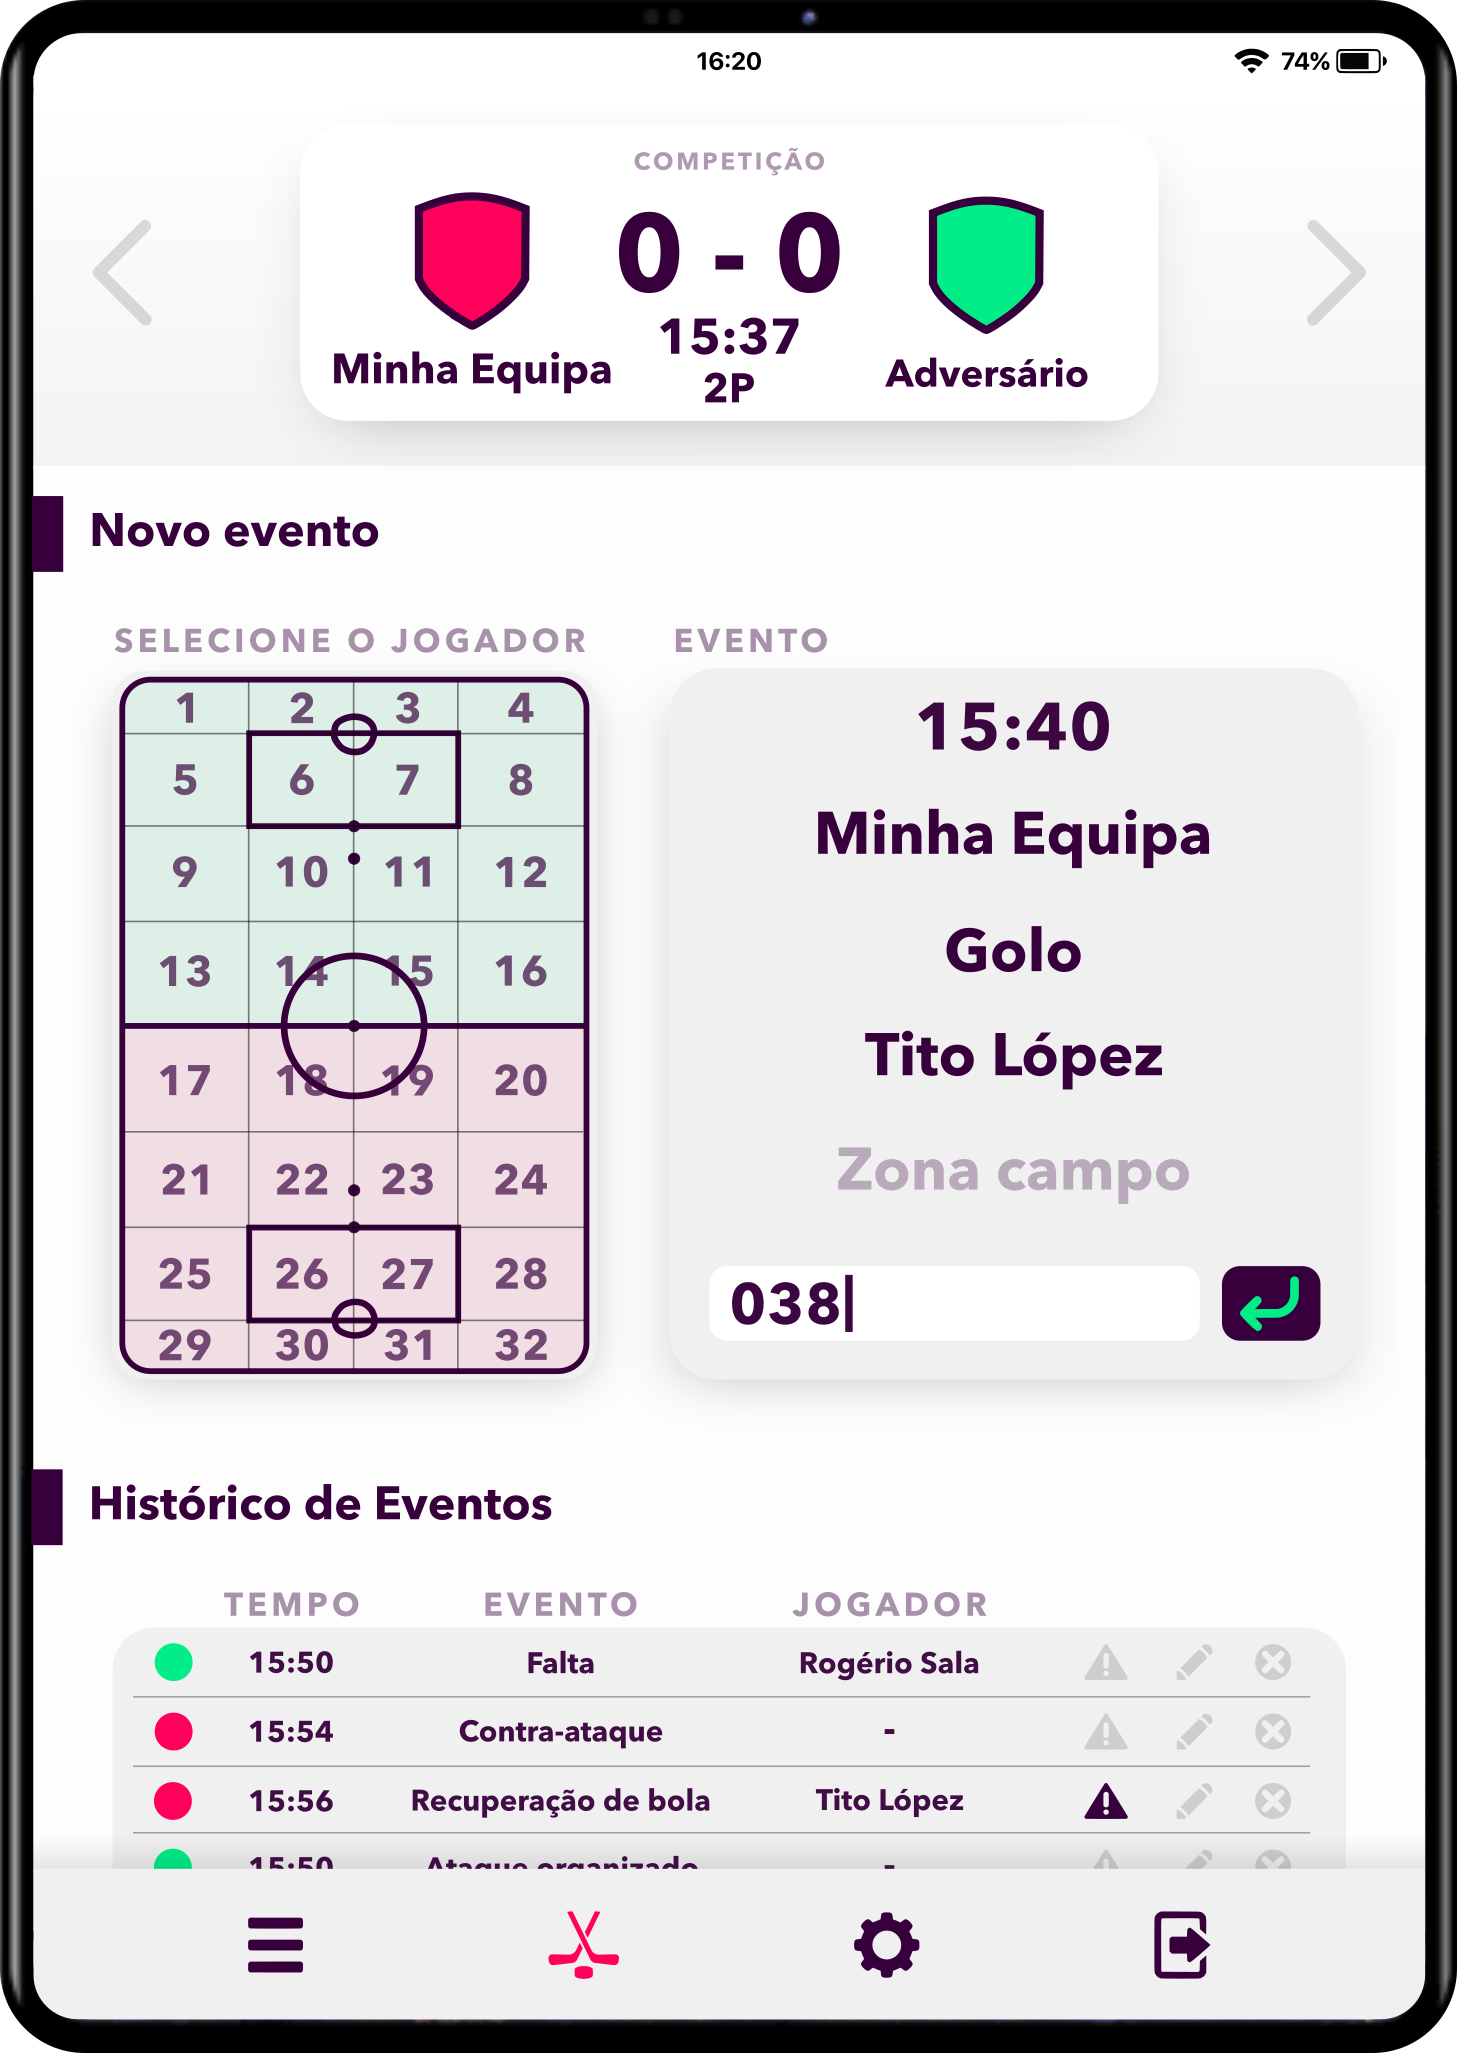 16:20
74%
COMPETIÇÃO
0 - 0
15:37
2P
Minha Equipa
Adversário
Novo evento
SELECIONE O JOGADOR
1 2 3 4
5 6 7 8
9 10 11 12
13 14 15 16
17 18 19 20
21 22 23 24
25 26 27 28
29 30 31 32
EVENTO
15:40
Minha Equipa
Golo
Tito López
Zona campo
038
Histórico de Eventos
TEMPO EVENTO JOGADOR
15:50 Falta Rogério Sala
15:54 Contra-ataque -
15:56 Recuperação de bola Tito López
15:50 Ataque organizado -